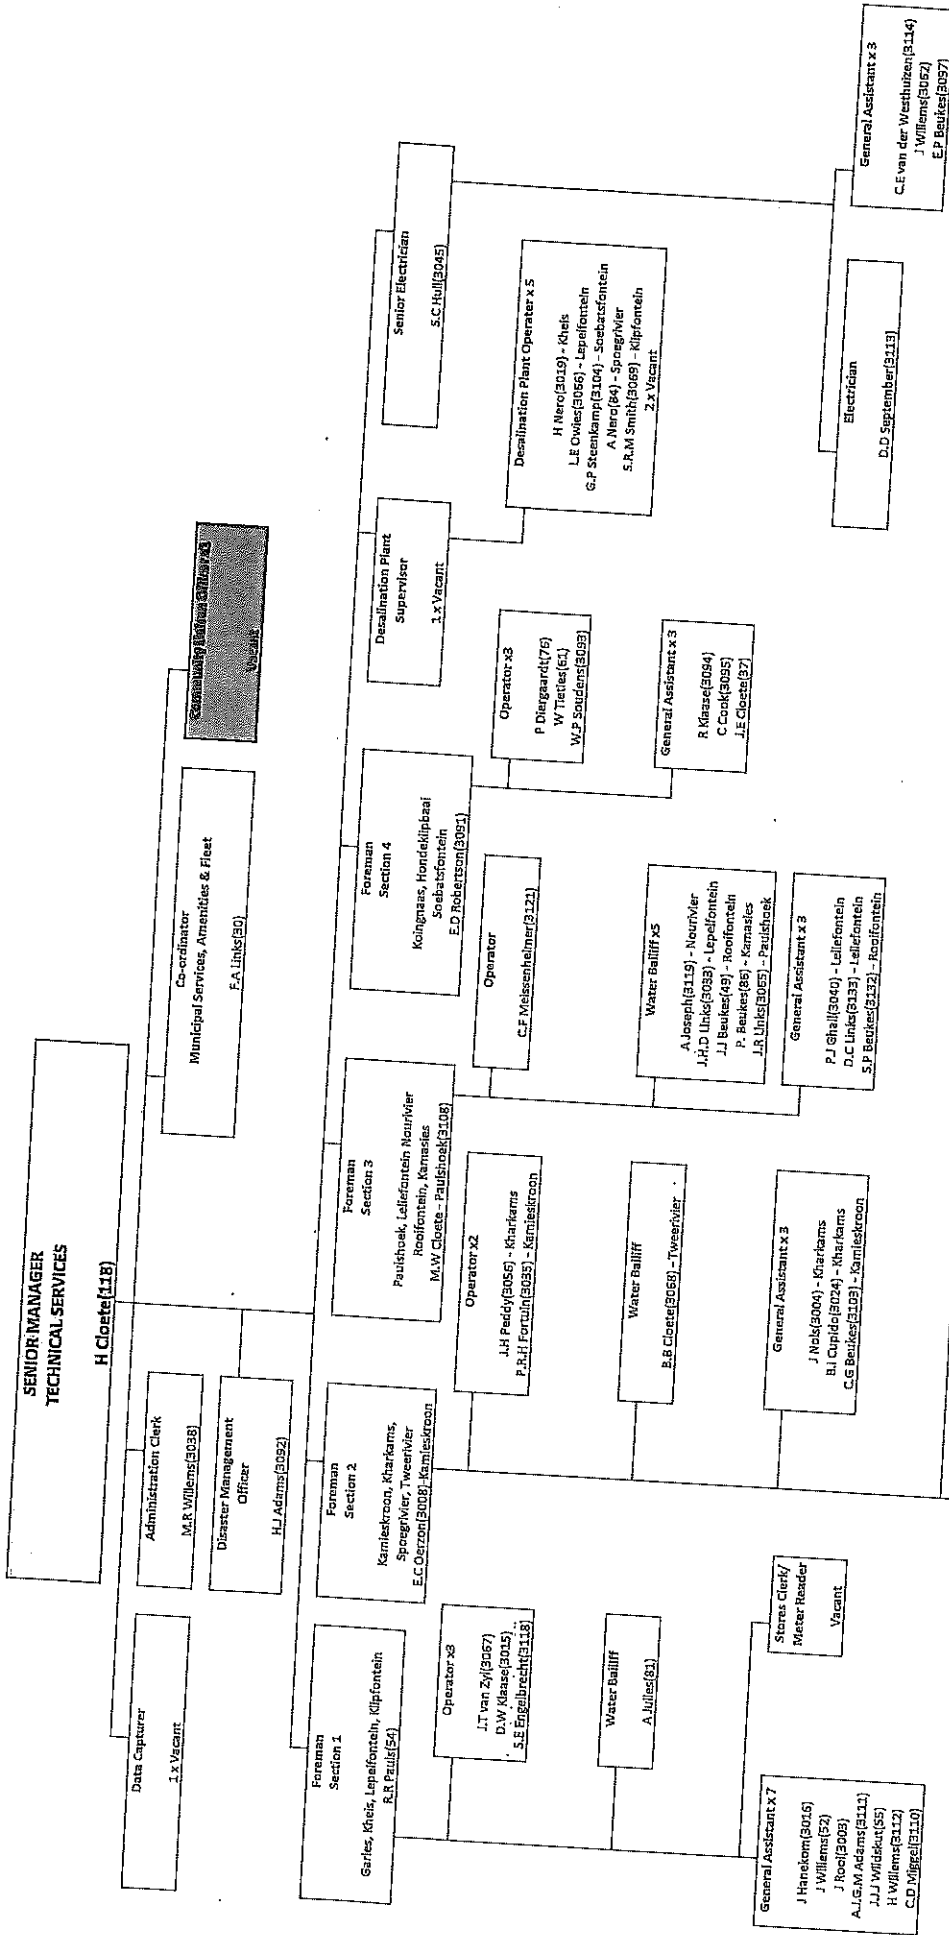 SENIOR MANAGER
TECHNICAL SERVICES
H Cloete(118)
Data Capturer
1 x Vacant
Administration Clerk
M.R Willems(3038)
Disaster Management
Officer
H.J Adams(3092)
Co-ordinator
Municipal Services, Amenities & Fleet
F.A Links(30)
Vacant
Foreman
Section 1
Garies, Kheis, Lepelfontein, Klipfontein
R.R Pauls(54)
Operator x3
J.T van Zyl(3067)
D.W Klaase(3015)
S.E Engelbrecht(3118)
Water Bailiff
A Julies(81)
General Assistant x 7
J Hanekom(3016)
J Willems(52)
J Rooi(3003)
A.J.G.M Adams(3111)
J.J.J Wildskut(55)
H Willems(3112)
C.D Miggel(3110)
Stores Clerk/
Meter Reader
Vacant
Foreman
Section 2
Kamieskroon, Kharkams,
Spoegrivier, Tweerivier
E.C Oerzon(3008)-Kamieskroon
Operator x2
J.H Peddy(3056) - Kharkams
P.R.H Fortuin(3035) - Kamieskroon
Water Bailiff
B.B Cloete(3068) - Tweerivier
General Assistant x 3
J Nols(3004) - Kharkams
B.I Cupido(3024) - Kharkams
C.G Beukes(3103) - Kamieskroon
Foreman
Section 3
Paulshoek, Leliefontein Nourivier
Rooifontein, Kamasies
M.W Cloete - Paulshoek(3108)
Operator
C.F Meissenheimer(3121)
Water Bailiff x5
A Joseph(3119) - Nourivier
J.H.D Links(3033) - Lepelfontein
J.J Beukes(49) - Rooifontein
P. Beukes(86) - Kamasies
J.R Links(3065) - Paulshoek
General Assistant x 3
P.J Ghall(3040) - Leliefontein
D.C Links(3133) - Leliefontein
S.P Beukes(3132) - Rooifontein
Foreman
Section 4
Koingnaas, Hondeklipbaai
Soebatsfontein
E.D Robertson(3091)
Operator x3
P Diergaardt(76)
W Tieties(61)
W.P Soudens(3093)
General Assistant x 3
R Klaase(3094)
C Cook(3095)
J.E Cloete(37)
Desalination Plant
Supervisor
1 x Vacant
Desalination Plant Operater x 5
H Nero(3019) - Kheis
L.E Owies(3066) - Lepelfontein
G.P Steenkamp(3104) - Soebatsfontein
A Nero(84) - Spoegrivier
S.R.M Smith(3069) - Klipfontein
2 x Vacant
Senior Electrician
S.C Hull(3045)
Electrician
D.D September(3113)
General Assistant x 3
C.E van der Westhuizen(3114)
J Willems(3062)
E.P Beukes(3097)